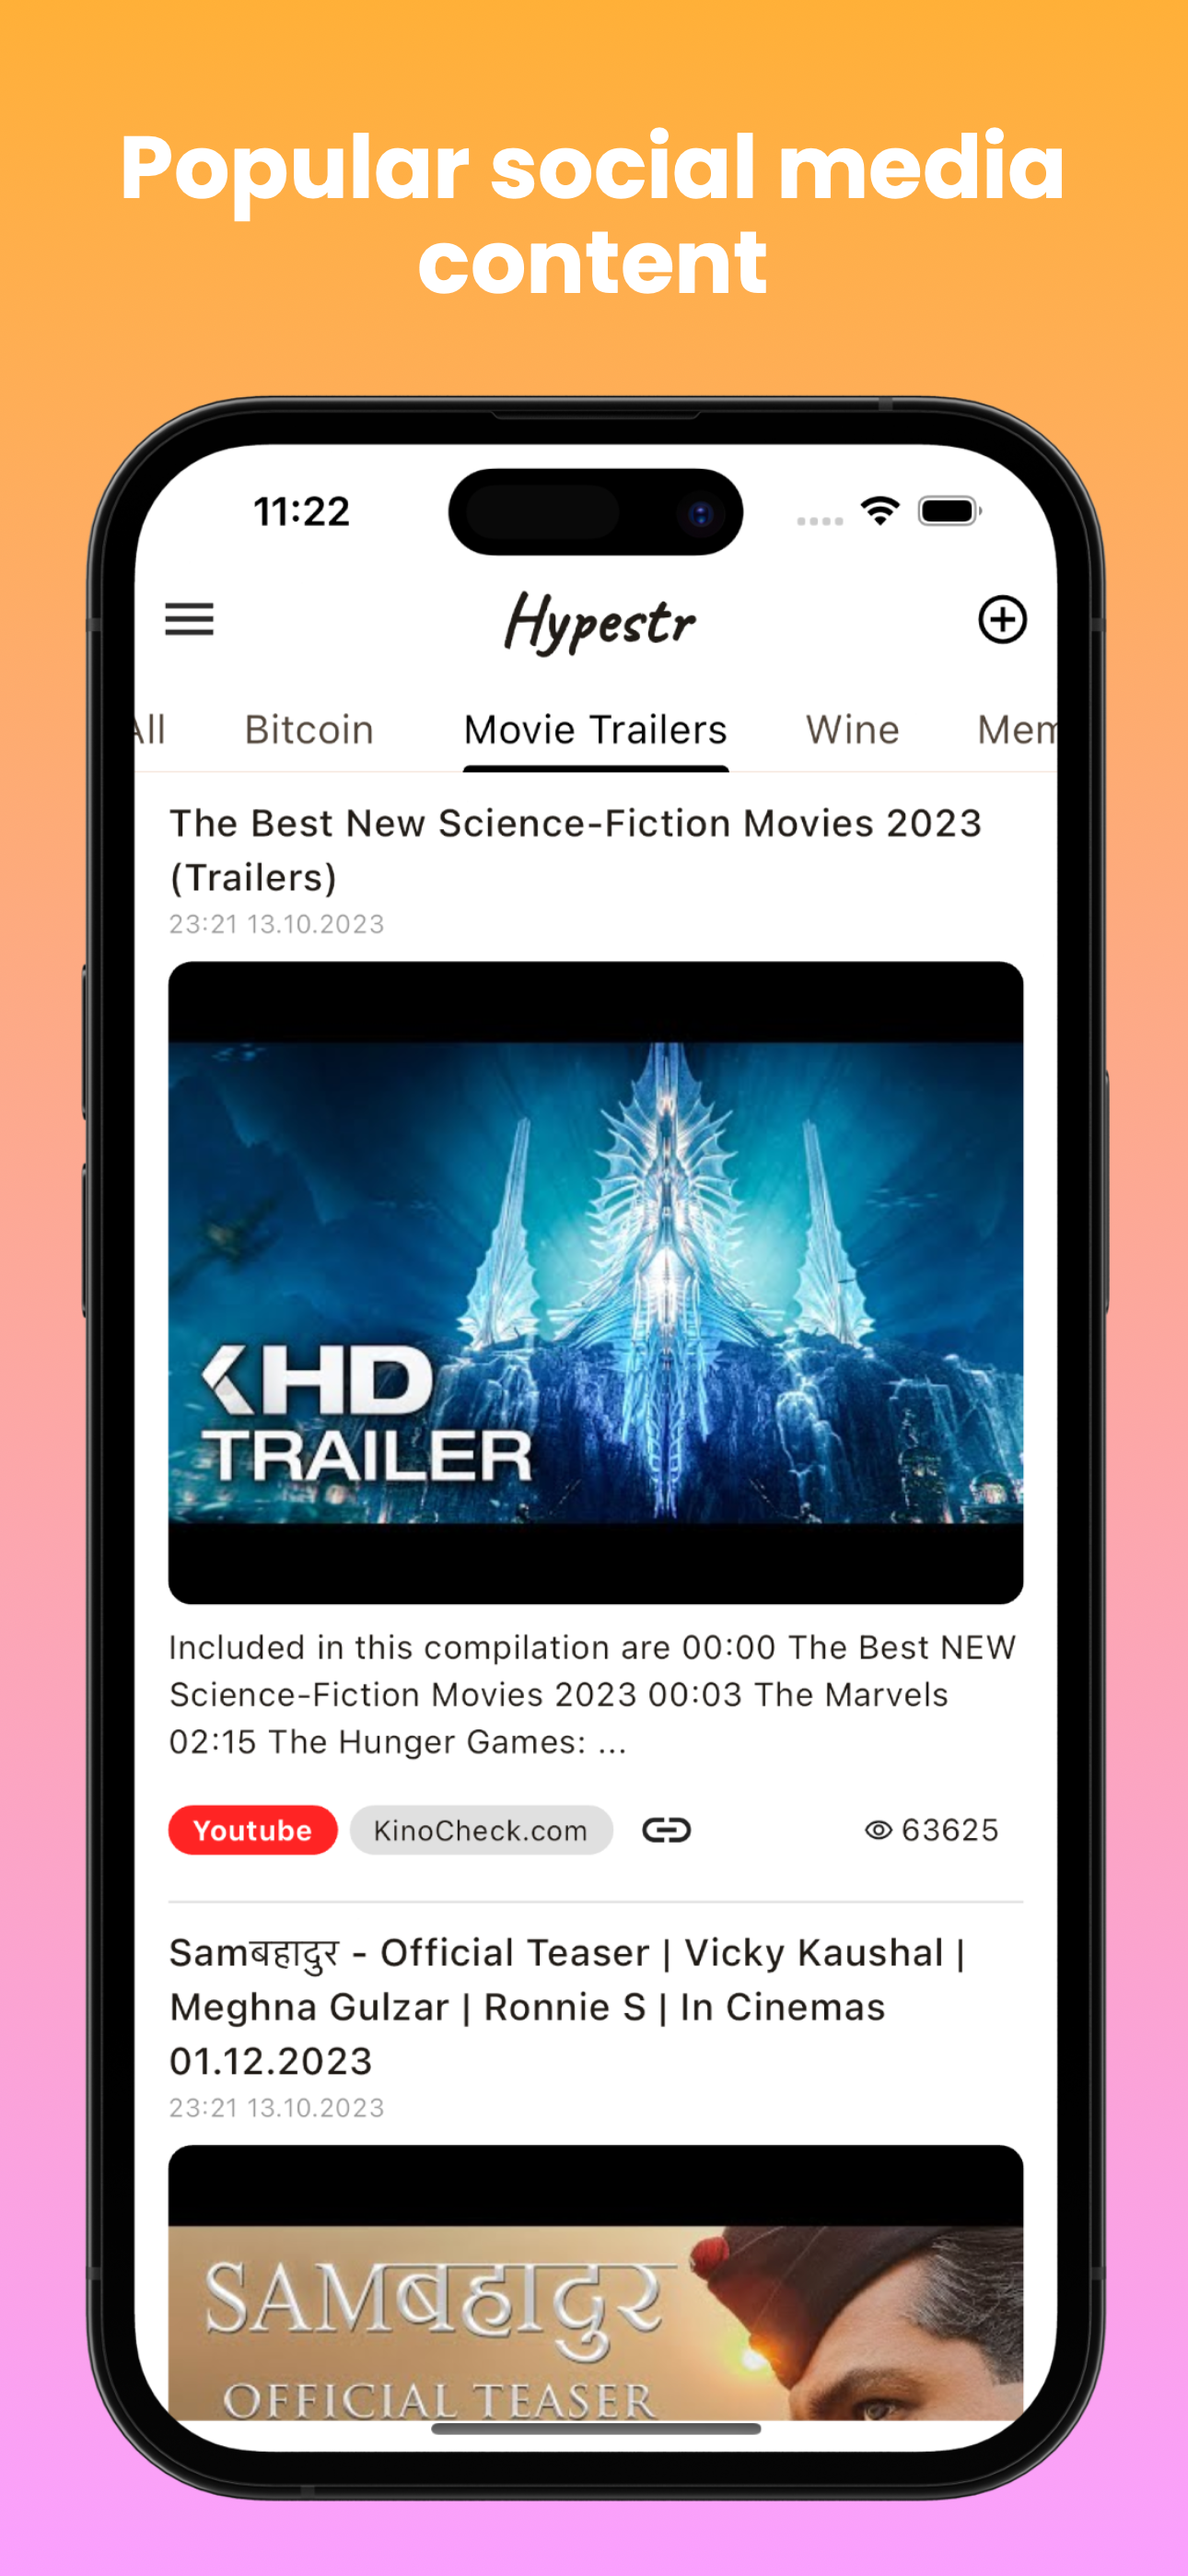 Popular social media
content
11:22
Hypestr
All Bitcoin Movie Trailers Wine Mem
The Best New Science-Fiction Movies 2023
(Trailers)
23:21 13.10.2023
KHD
TRAILER
Included in this compilation are 00:00 The Best NEW
Science-Fiction Movies 2023 00:03 The Marvels
02:15 The Hunger Games: ...
Youtube KinoCheck.com 63625
Samबहादुर - Official Teaser | Vicky Kaushal |
Meghna Gulzar | Ronnie S | In Cinemas
01.12.2023
23:21 13.10.2023
SAMबहादुर
OFFICIAL TEASER